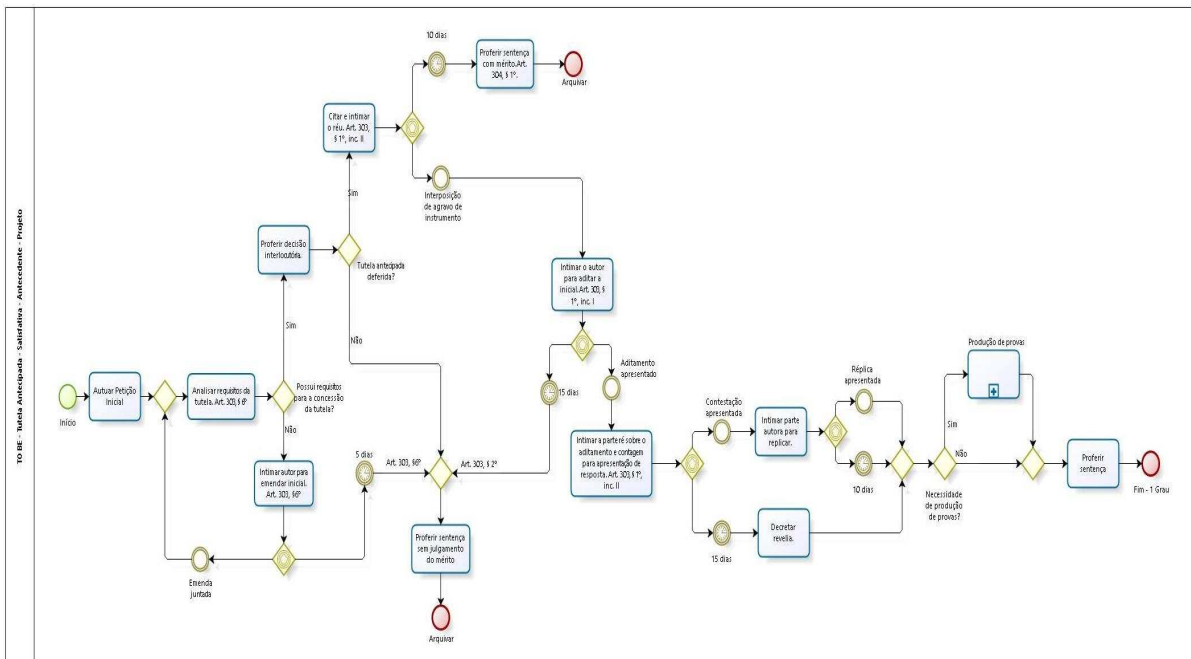 TO BE - Tutela Antecipada - Satisfativa - Antecedente - Projeto
10 dias
Proferir sentença
com mérito.Art.
304, § 1º.
Arquivar
Citar e intimar
o réu. Art. 303,
§ 1º, inc. II
Interposição
de agravo de
instrumento
Sim
Proferir decisão
interlocutória.
Tutela antecipada
deferida?
Não
Intimar o autor
para aditar a
inicial.Art. 303, §
1º, inc. I
Sim
Início
Autuar Petição
Inicial
Analisar requisitos da
tutela. Art. 303, § 6º
Possui requisitos
para a concessão
da tutela?
Não
15 dias
Aditamento
apresentado
Intimar autor para
emendar inicial.
Art. 303, §6º
5 dias
Art. 303, §6º
Art. 303, § 2º
Intimar a parte ré sobre o
aditamento e contagem
para apresentação de
resposta. Art. 303, § 1º,
inc. II
Emenda
juntada
Proferir sentença
sem julgamento
do mérito
Arquivar
Contestação
apresentada
Intimar parte
autora para
replicar.
Réplica
apresentada
10 dias
15 dias
Decretar
revelia.
Produção de provas
Sim
Não
Necessidade
de produção
de provas?
Proferir
sentença
Fim - 1 Grau